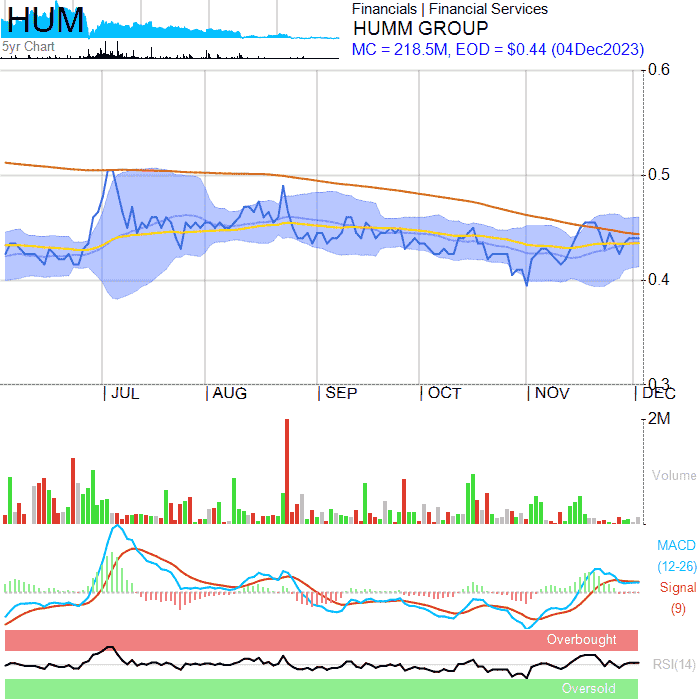 HUM
5yr Chart
Financials | Financial Services
HUMM GROUP
MC = 218.5M, EOD = $0.44 (04Dec2023)
0.6
0.5
0.4
0.3
JUL AUG SEP OCT NOV DEC
2M
Volume
MACD
(12-26)
Signal
(9)
Overbought
RSI(14)
Oversold